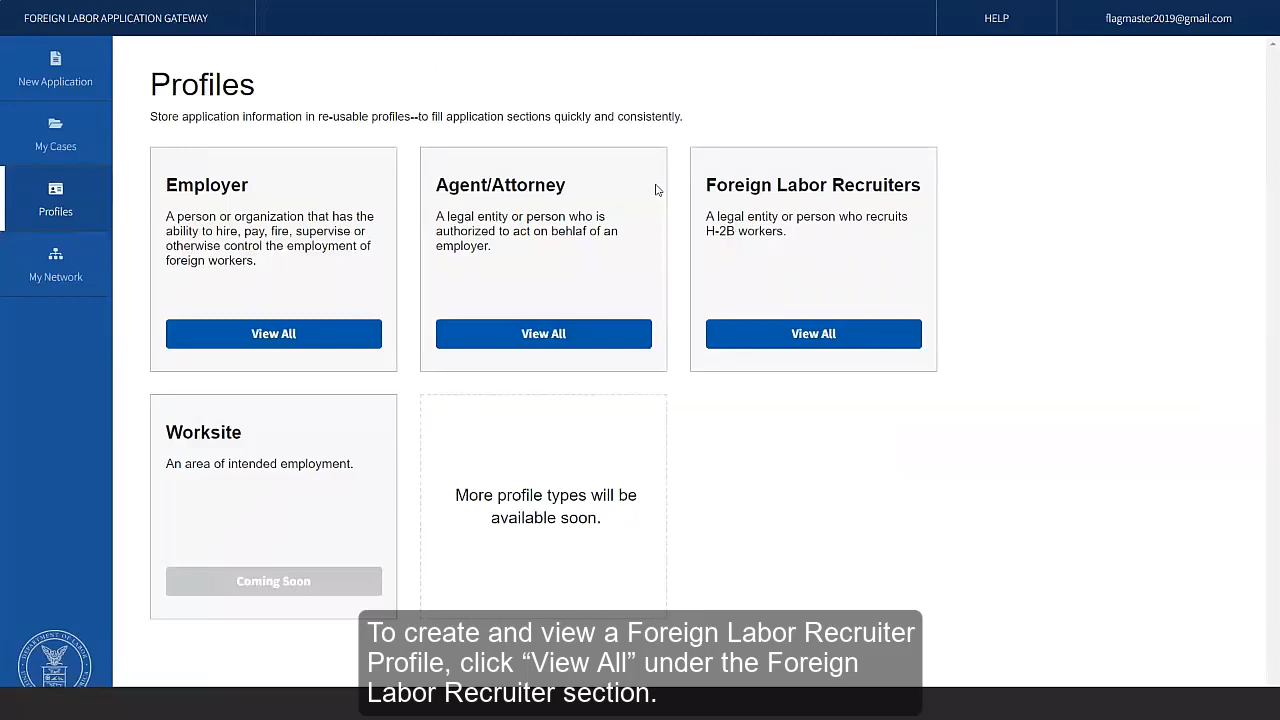 FOREIGN LABOR APPLICATION GATEWAY
HELP
flagmaster2019@gmail.com
New Application
My Cases
Profiles
My Network
Profiles
Store application information in re-usable profiles--to fill application sections quickly and consistently.
Employer
A person or organization that has the
ability to hire, pay, fire, supervise or
otherwise control the employment of
foreign workers.
View All
Agent/Attorney
A legal entity or person who is
authorized to act on behlaf of an
employer.
View All
Foreign Labor Recruiters
A legal entity or person who recruits
H-2B workers.
View All
Worksite
An area of intended employment.
Coming Soon
More profile types will be
available soon.
To create and view a Foreign Labor Recruiter
Profile, click “View All” under the Foreign
Labor Recruiter section.